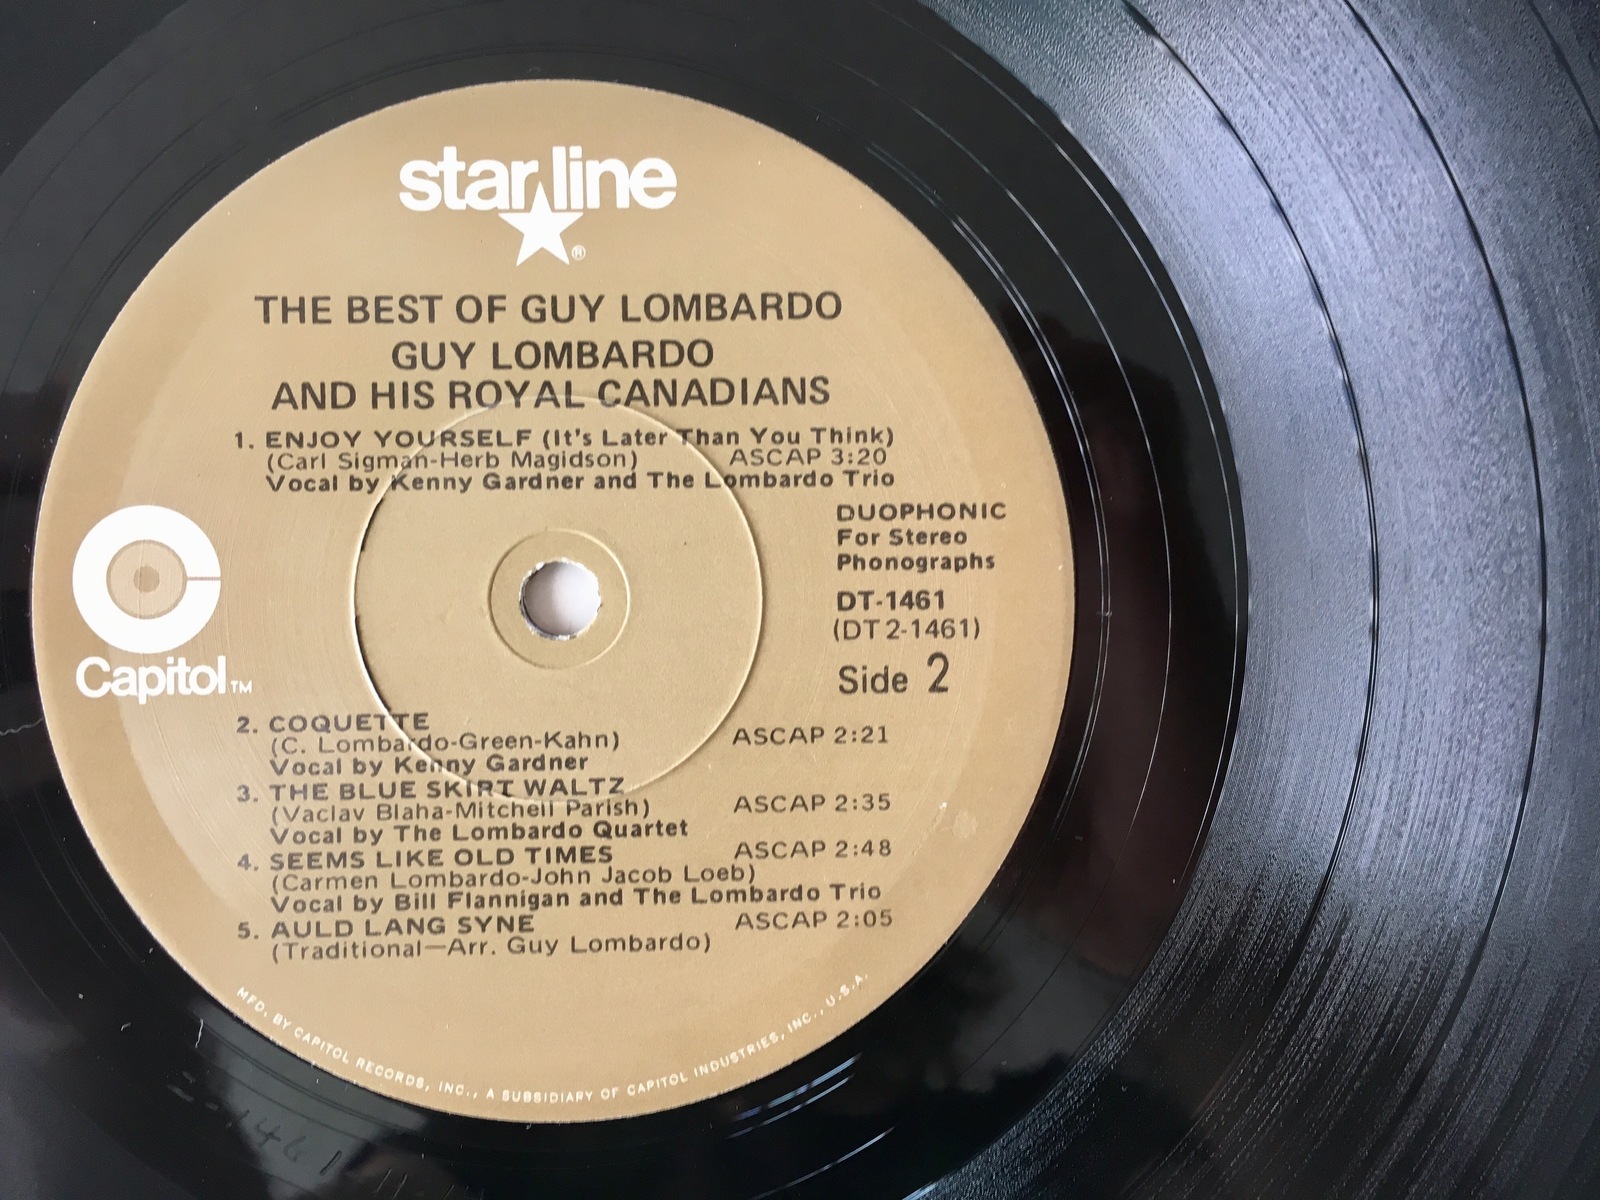 star line
®
THE BEST OF GUY LOMBARDO
GUY LOMBARDO
AND HIS ROYAL CANADIANS
1. ENJOY YOURSELF (It's Later Than You Think)
(Carl Sigman-Herb Magidson) ASCAP 3:20
Vocal by Kenny Gardner and The Lombardo Trio
DUOPHONIC
For Stereo
Phonographs
DT-1461
(DT 2-1461)
Side 2
Capitol TM
2. COQUETTE
(C. Lombardo-Green-Kahn) ASCAP 2:21
Vocal by Kenny Gardner
3. THE BLUE SKIRT WALTZ
(Vaclav Blaha-Mitchell Parish) ASCAP 2:35
Vocal by The Lombardo Quartet
4. SEEMS LIKE OLD TIMES ASCAP 2:48
(Carmen Lombardo-John Jacob Loeb)
Vocal by Bill Flannigan and The Lombardo Trio
5. AULD LANG SYNE ASCAP 2:05
(Traditional—Arr. Guy Lombardo)
MFD. BY CAPITOL RECORDS, INC., A SUBSIDIARY OF CAPITOL INDUSTRIES, INC., U.S.A.